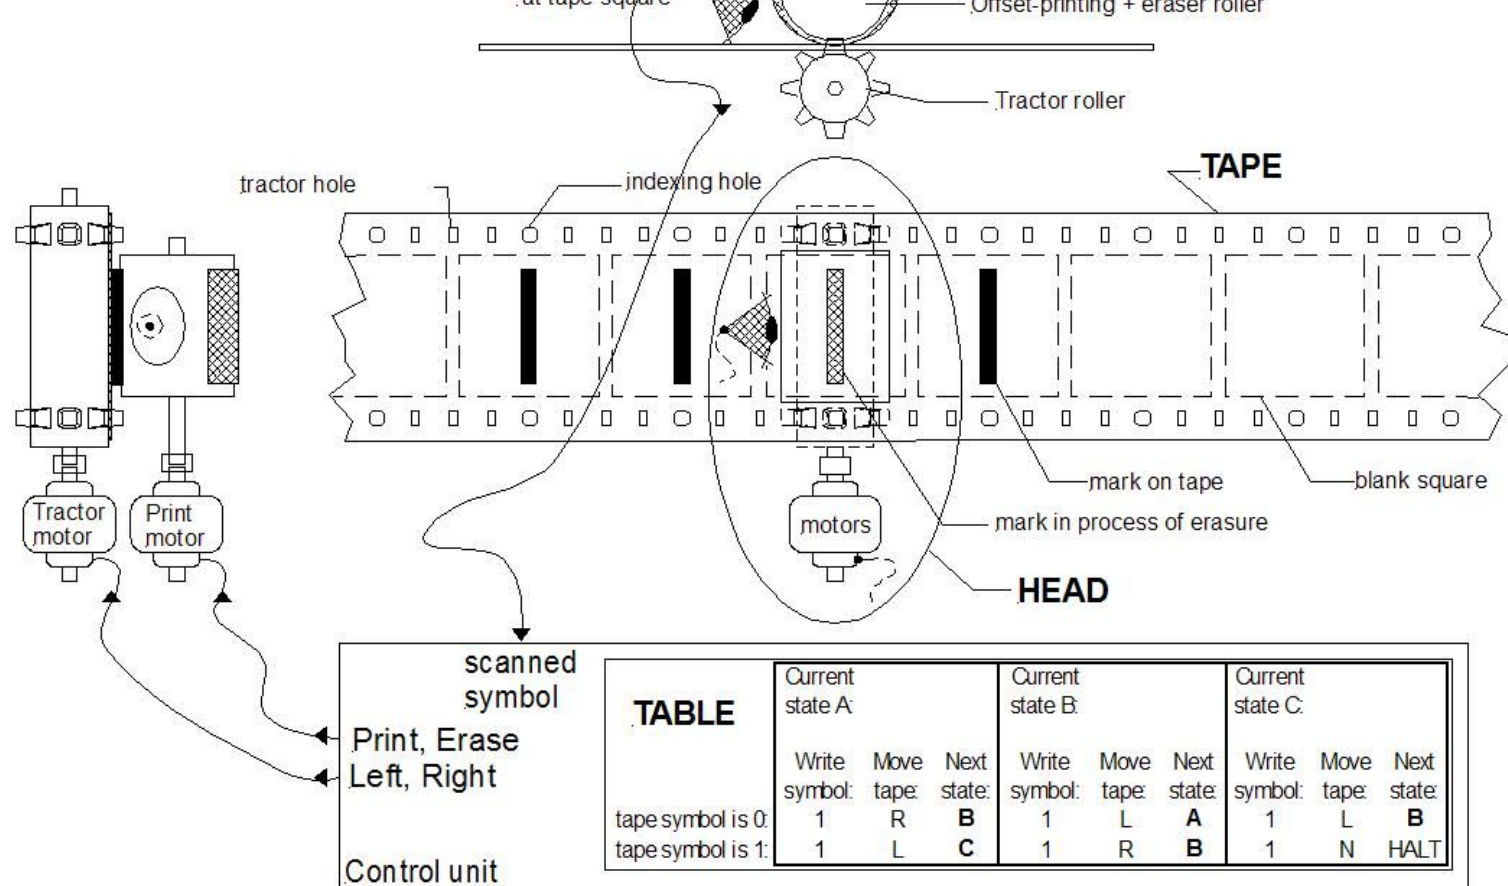 at tape square
Offset-printing + eraser roller
Tractor roller
TAPE
tractor hole
indexing hole
mark on tape
blank square
Tractor
motor
Print
motor
motors
mark in process of erasure
HEAD
scanned
symbol
Print, Erase
Left, Right
Control unit
TABLE
Current
state A:
Current
state B:
Current
state C:
Write Move Next Write Move Next Write Move Next
symbol: tape: state: symbol: tape: state: symbol: tape: state:
tape symbol is 0: 1 R B 1 L A 1 L B
tape symbol is 1: 1 L C 1 R B 1 N HALT